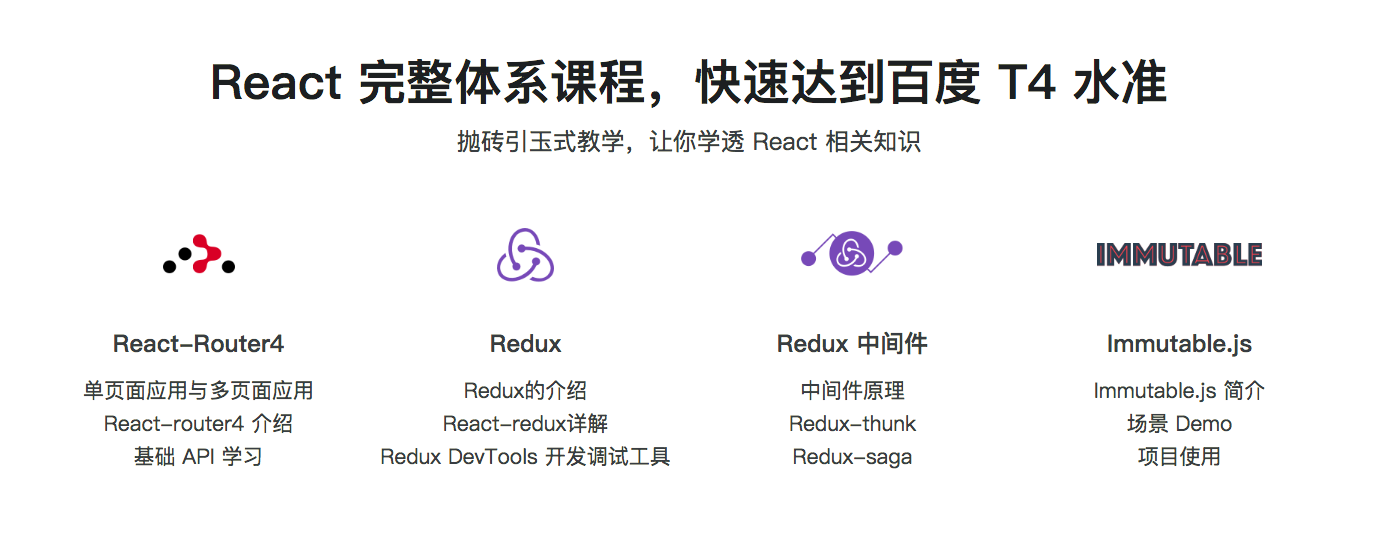 React 完整体系课程，快速达到百度 T4 水准
抛砖引玉式教学，让你学透 React 相关知识
IMMUTABLE
React-Router4
单页面应用与多页面应用
React-router4 介绍
基础 API 学习
Redux
Redux的介绍
React-redux详解
Redux DevTools 开发调试工具
Redux 中间件
中间件原理
Redux-thunk
Redux-saga
Immutable.js
Immutable.js 简介
场景 Demo
项目使用